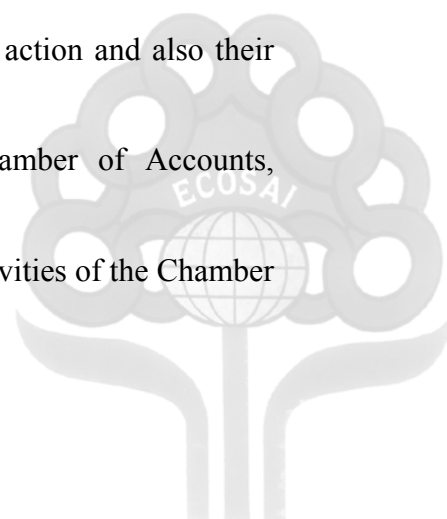 action and also their
amber of Accounts,
ECOSAI
vities of the Chamber